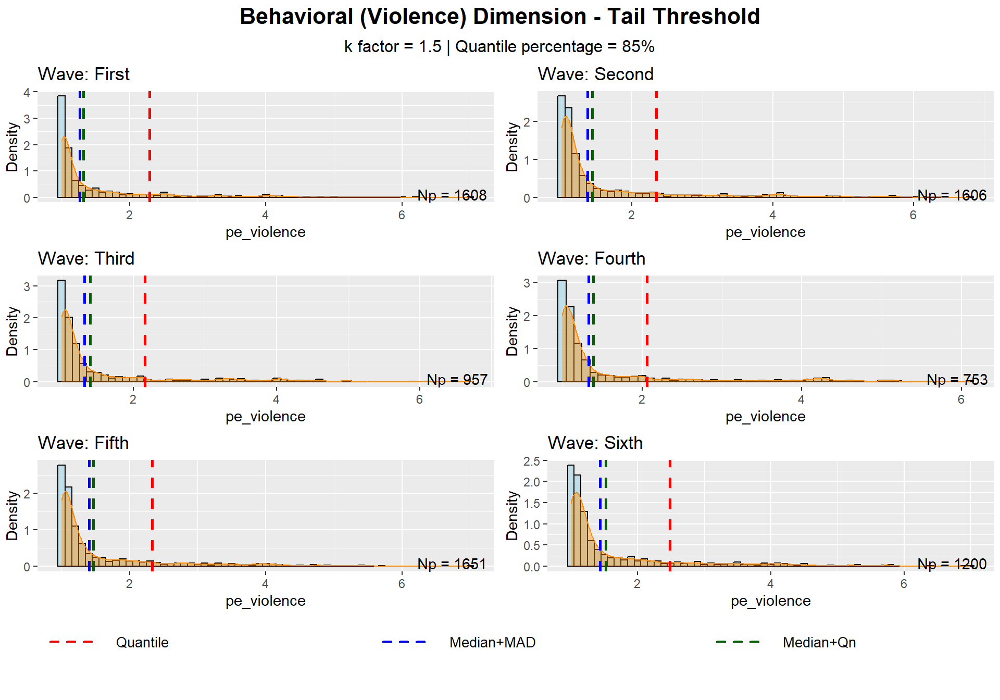 Behavioral (Violence) Dimension - Tail Threshold
k factor = 1.5 | Quantile percentage = 85%
Wave: First
4
3
2
1
0
Density
Np = 1608
2 4 6
pe_violence
Wave: Second
2
1
0
Density
Np = 1606
2 4 6
pe_violence
Wave: Third
3
2
1
0
Density
Np = 957
2 4 6
pe_violence
Wave: Fourth
3
2
1
0
Density
Np = 753
2 4 6
pe_violence
Wave: Fifth
2
1
0
Density
Np = 1651
2 4 6
pe_violence
Wave: Sixth
2.5
2.0
1.5
1.0
0.5
0.0
Density
Np = 1200
2 4 6
pe_violence
Quantile Median+MAD Median+Qn